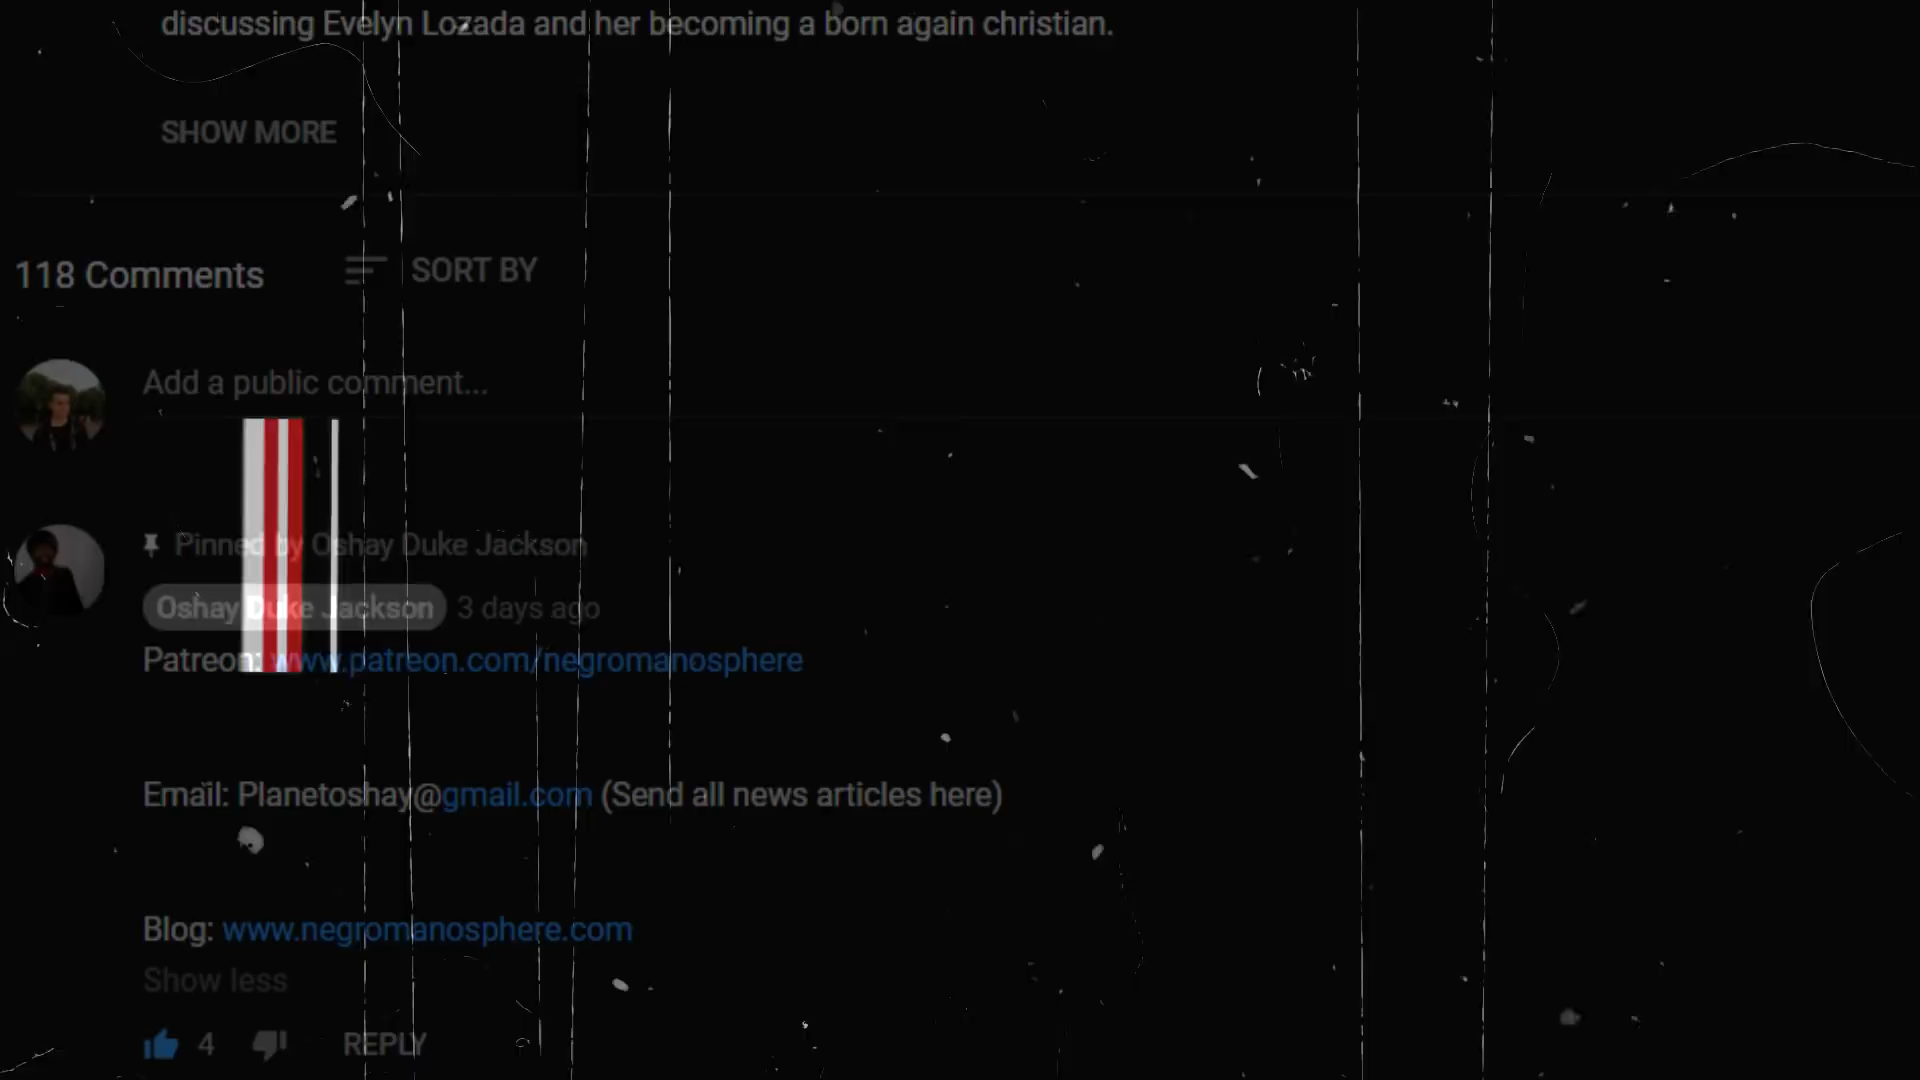 discussing Evelyn Lozada and her becoming a born again christian.
SHOW MORE
118 Comments
SORT BY
Add a public comment...
Pinned by Oshay Duke Jackson
Oshay Duke Jackson 3 days ago
Patreon: www.patreon.com/negromanosphere
Email: Planetoshay@gmail.com (Send all news articles here)
Blog: www.negromanosphere.com
Show less
4 REPLY